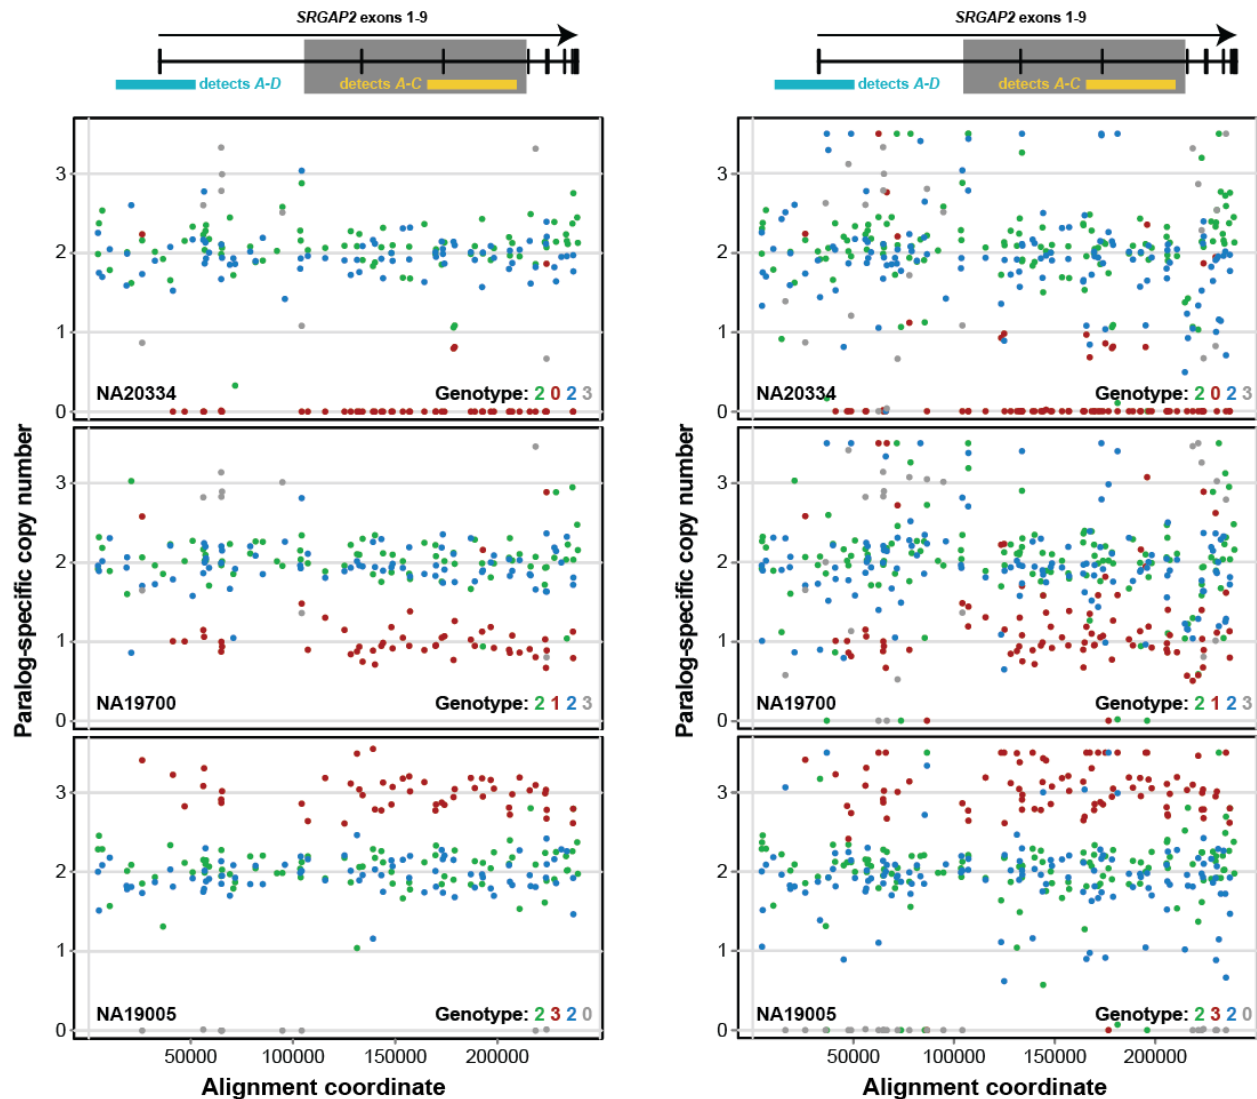 SRGAP2 exons 1-9
detects A-D
detects A-C
Paralog-specific copy number
3
2
1
0
NA20334
Genotype: 2 0 2 3
3
2
1
0
NA19700
Genotype: 2 1 2 3
3
2
1
0
NA19005
Genotype: 2 3 2 0
50000
100000
150000
200000
Alignment coordinate
SRGAP2 exons 1-9
detects A-D
detects A-C
Paralog-specific copy number
3
2
1
0
NA20334
Genotype: 2 0 2 3
3
2
1
0
NA19700
Genotype: 2 1 2 3
3
2
1
0
NA19005
Genotype: 2 3 2 0
50000
100000
150000
200000
Alignment coordinate